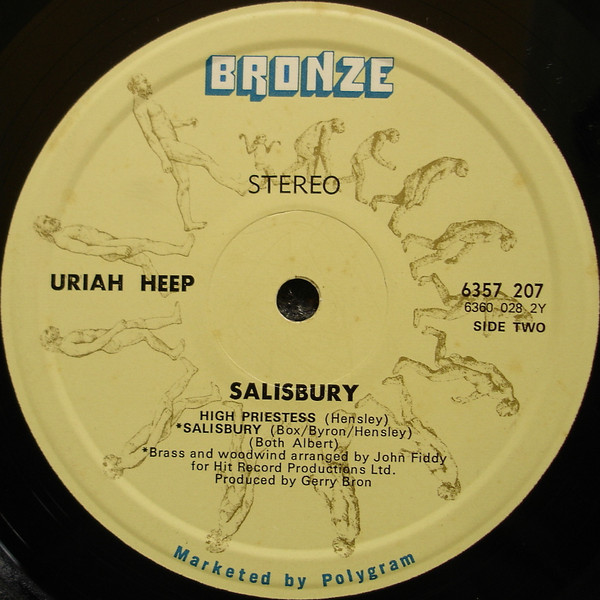 BRONZE
STEREO
URIAH HEEP
6357 207
6360 028 2Y
SIDE TWO
SALiSBURY
HIGH PRIESTESS (Hensley)
*SALISBURY (Box/Byron/Hensley)
(Both Albert)
*Brass and woodwind arranged by John Fiddy
for Hit Record Productions Ltd.
Produced by Gerry Bron
Marketed by Polygram